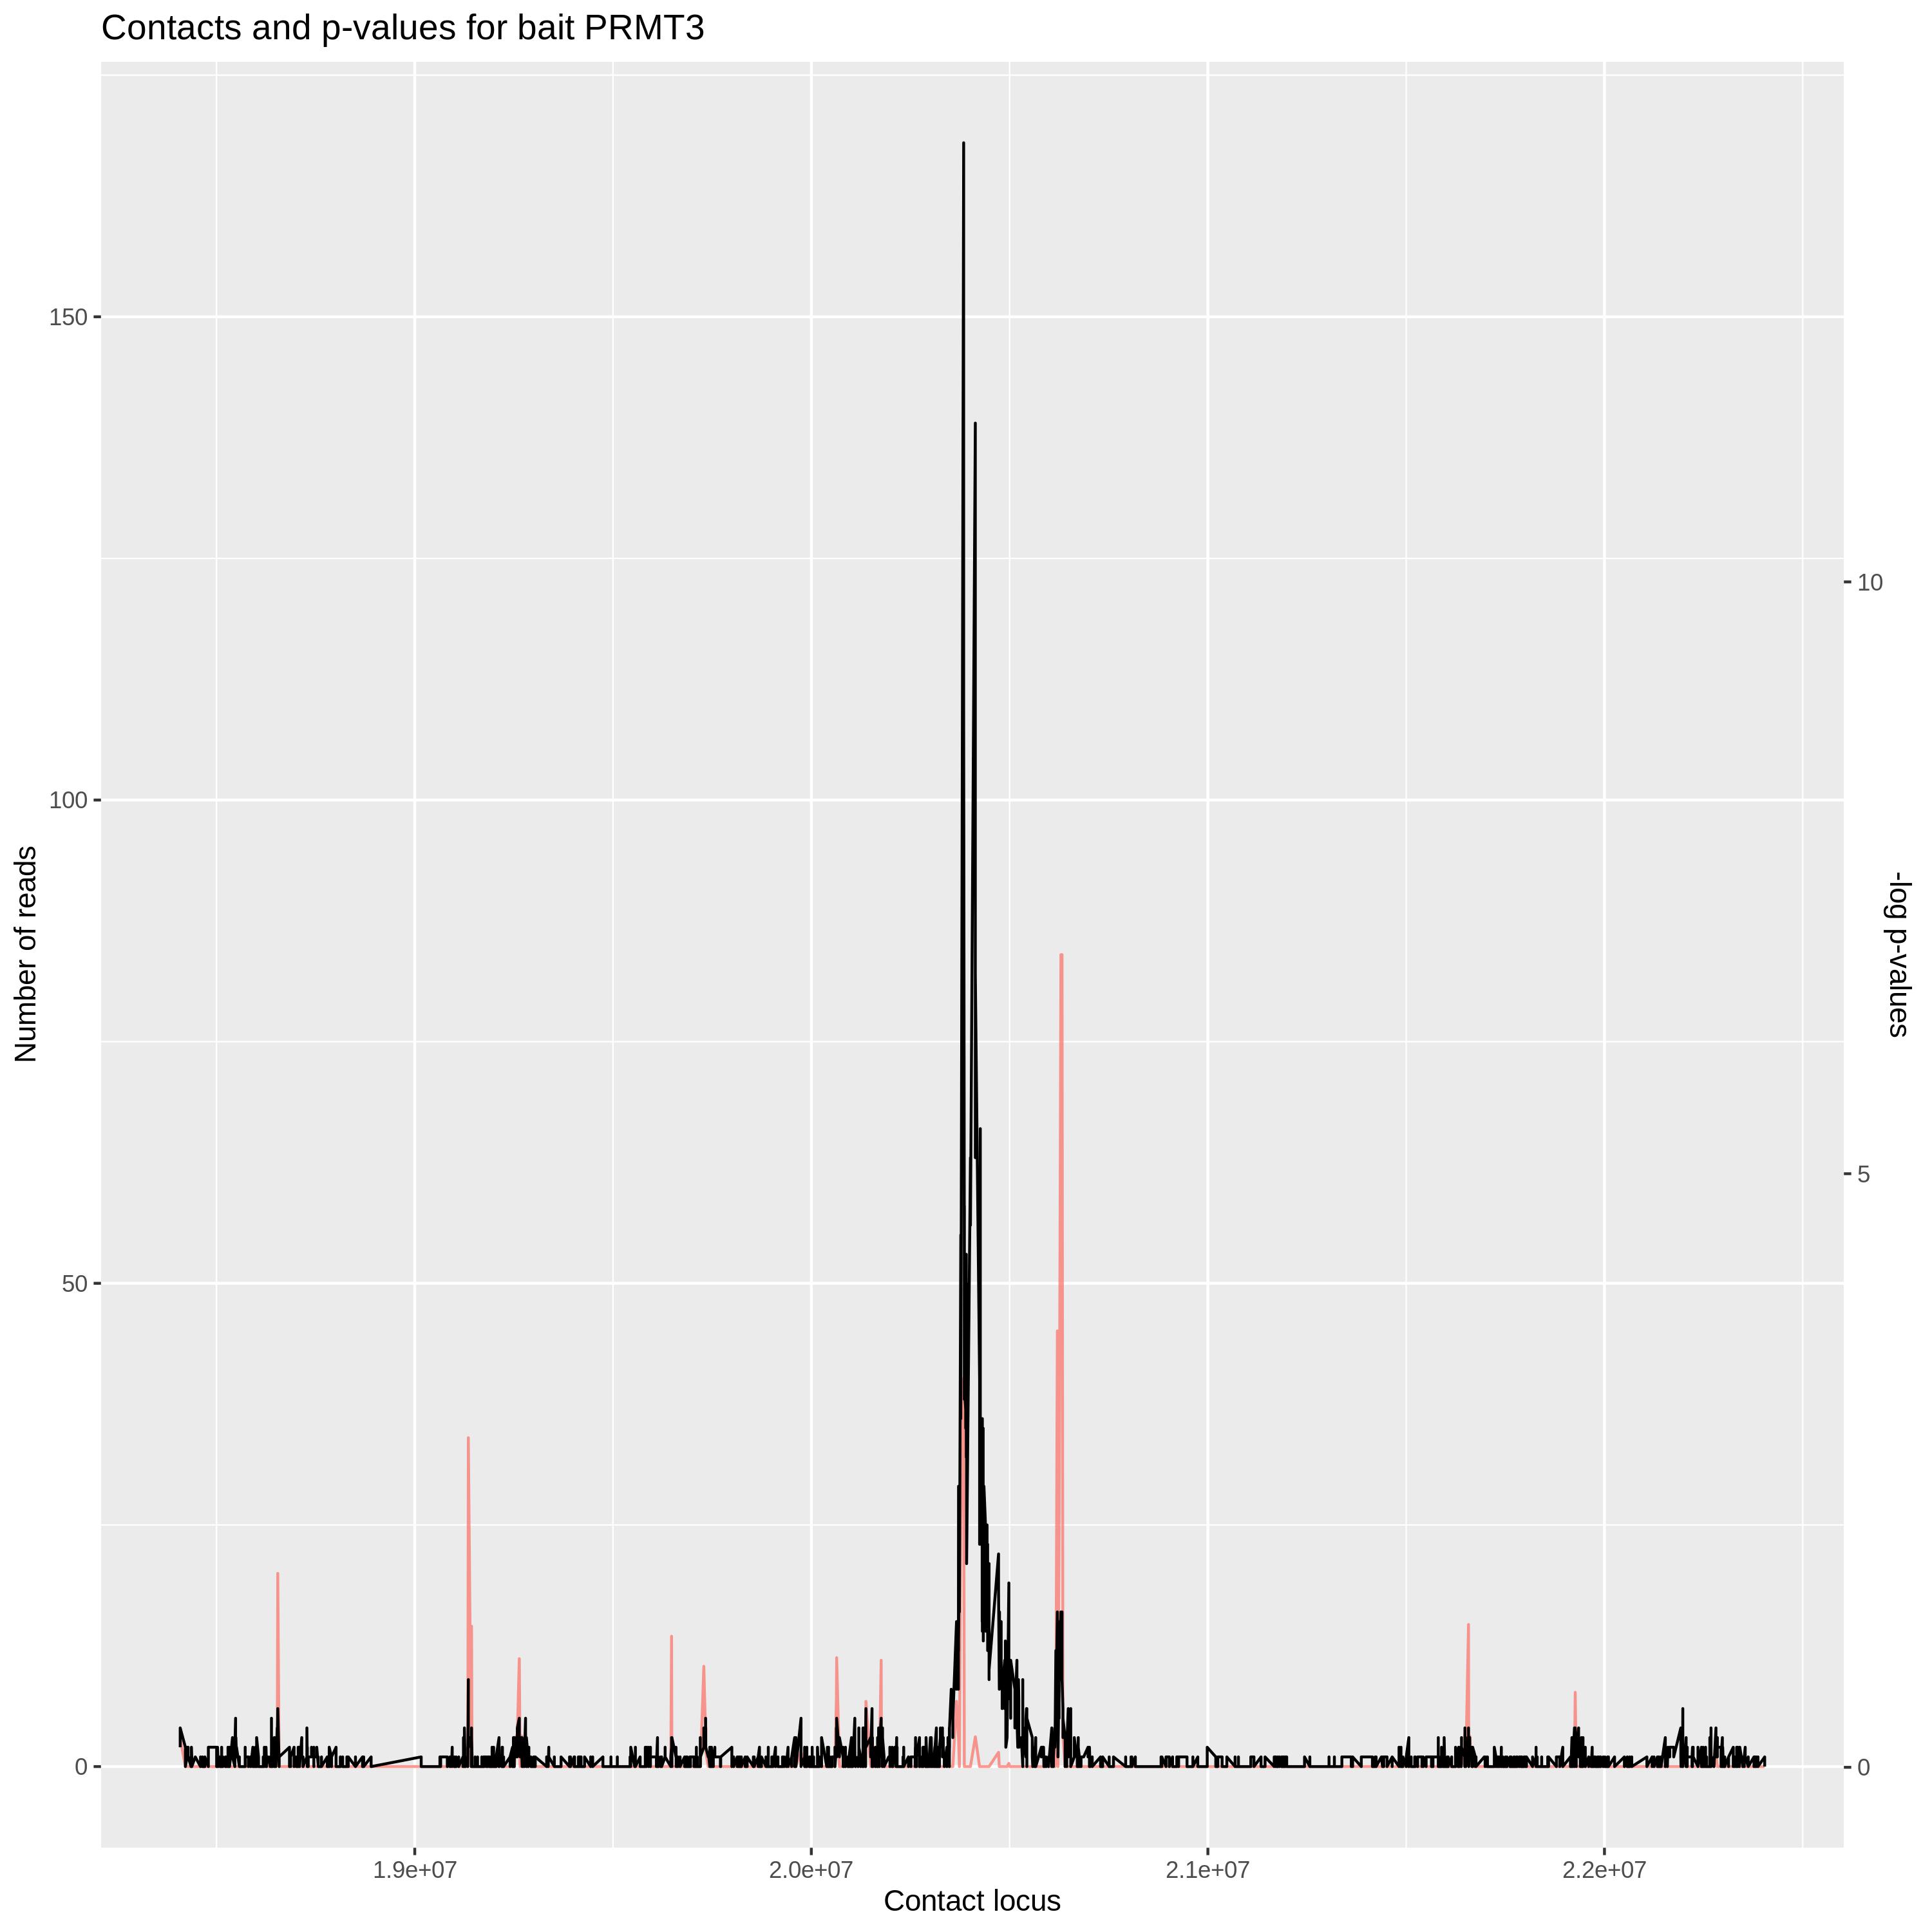 Contacts and p-values for bait PRMT3
150
100
50
0
Number of reads
10
5
0
-log p-values
1.9e+07 2.0e+07 2.1e+07 2.2e+07
Contact locus